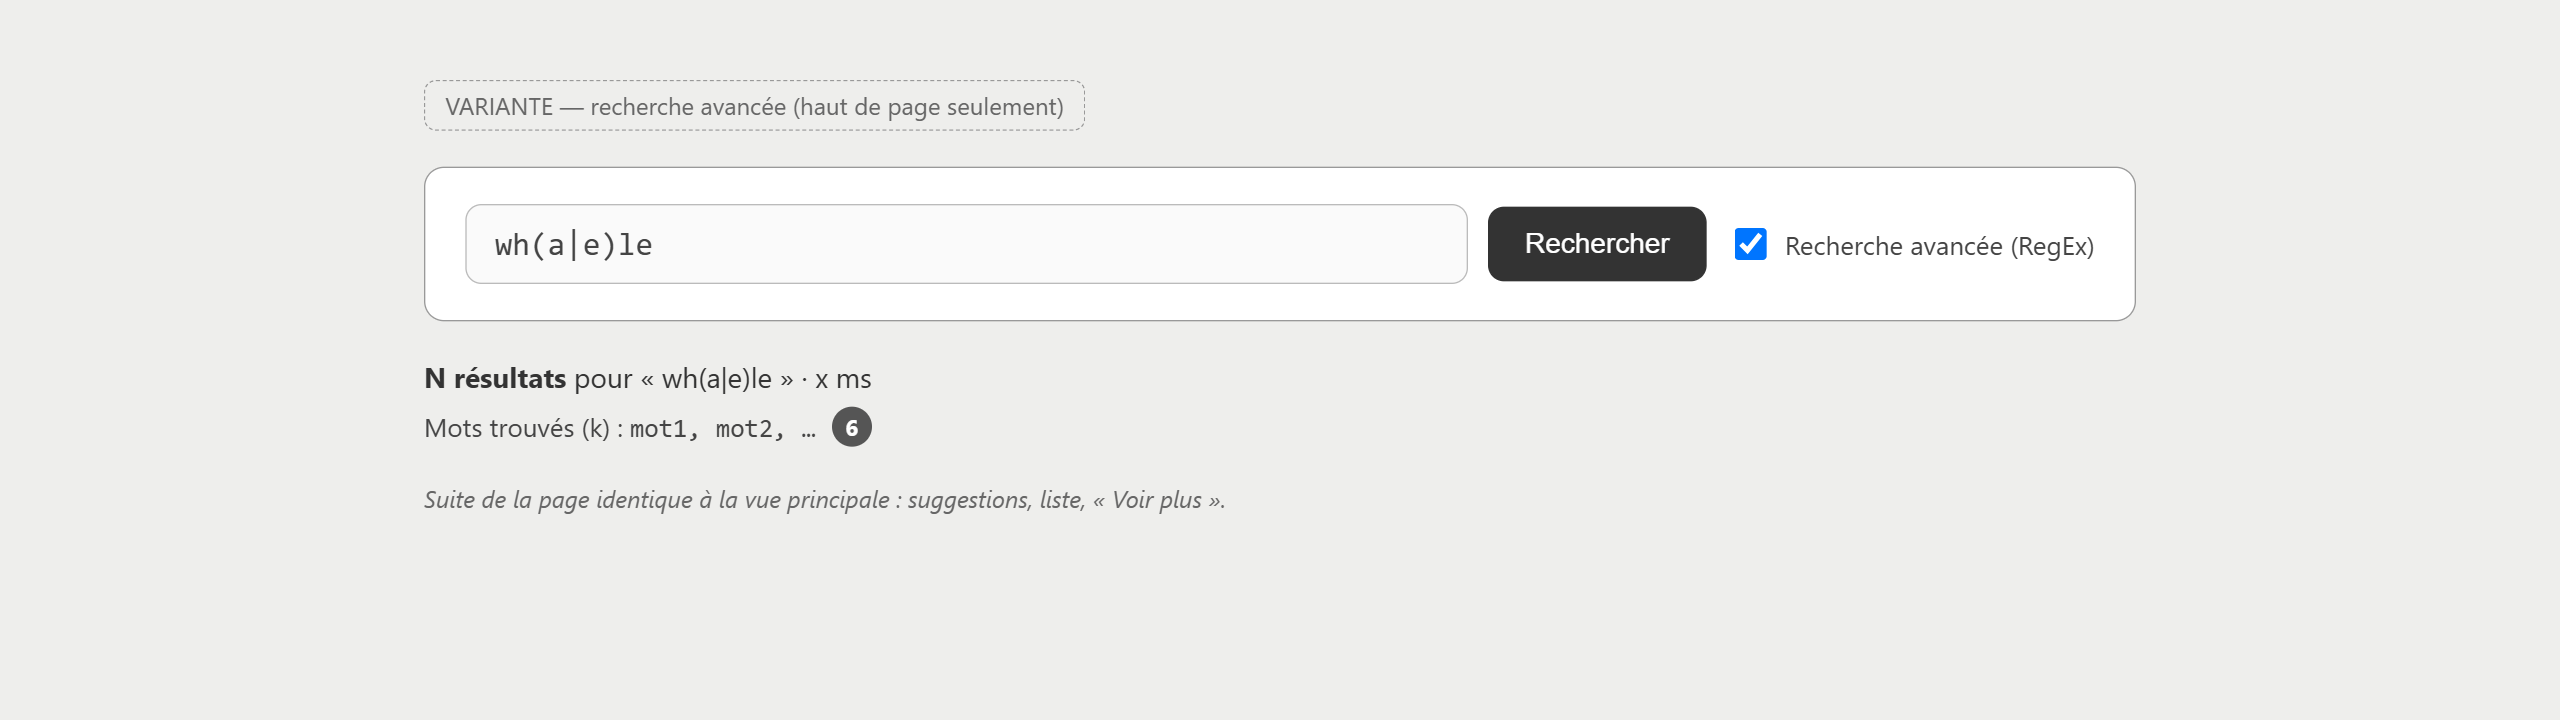 VARIANTE — recherche avancée (haut de page seulement)
wh(a|e)le
Rechercher
Recherche avancée (RegEx)
N résultats pour « wh(a|e)le » · x ms
Mots trouvés (k) : mot1, mot2, … 6
Suite de la page identique à la vue principale : suggestions, liste, « Voir plus ».